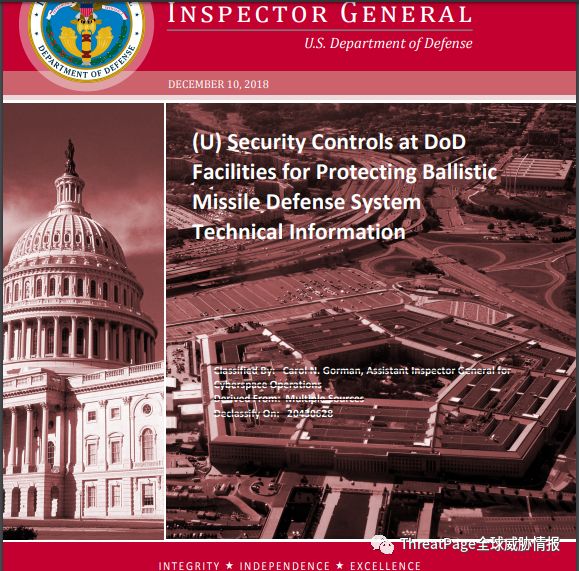 INSPECTOR GENERAL
U.S. Department of Defense
DEPARTMENT OF DEFENSE
DECEMBER 10, 2018
(U) Security Controls at DoD
Facilities for Protecting Ballistic
Missile Defense System
Technical Information
Classified By: Carol N. Gorman, Assistant Inspector General for
Cyberspace Operations
Derived From: Multiple Sources
Declassify On: 20430628
ThreatPage全球威胁情报
INTEGRITY ★ INDEPENDENCE ★ EXCELLENCE